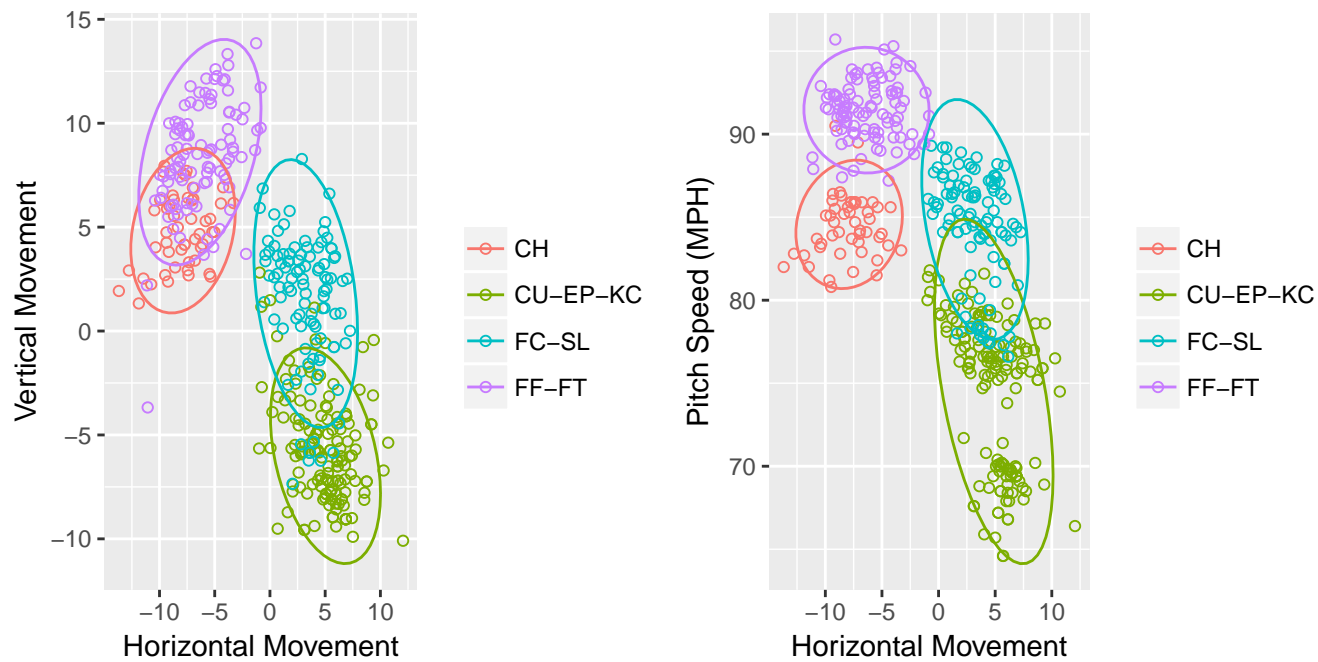 15
10
5
0
−5
−10
−10
−5
0
5
10
Vertical Movement
Horizontal Movement
CH
CU−EP−KC
FC−SL
FF−FT
90
80
70
−10
−5
0
5
10
Pitch Speed (MPH)
Horizontal Movement
CH
CU−EP−KC
FC−SL
FF−FT